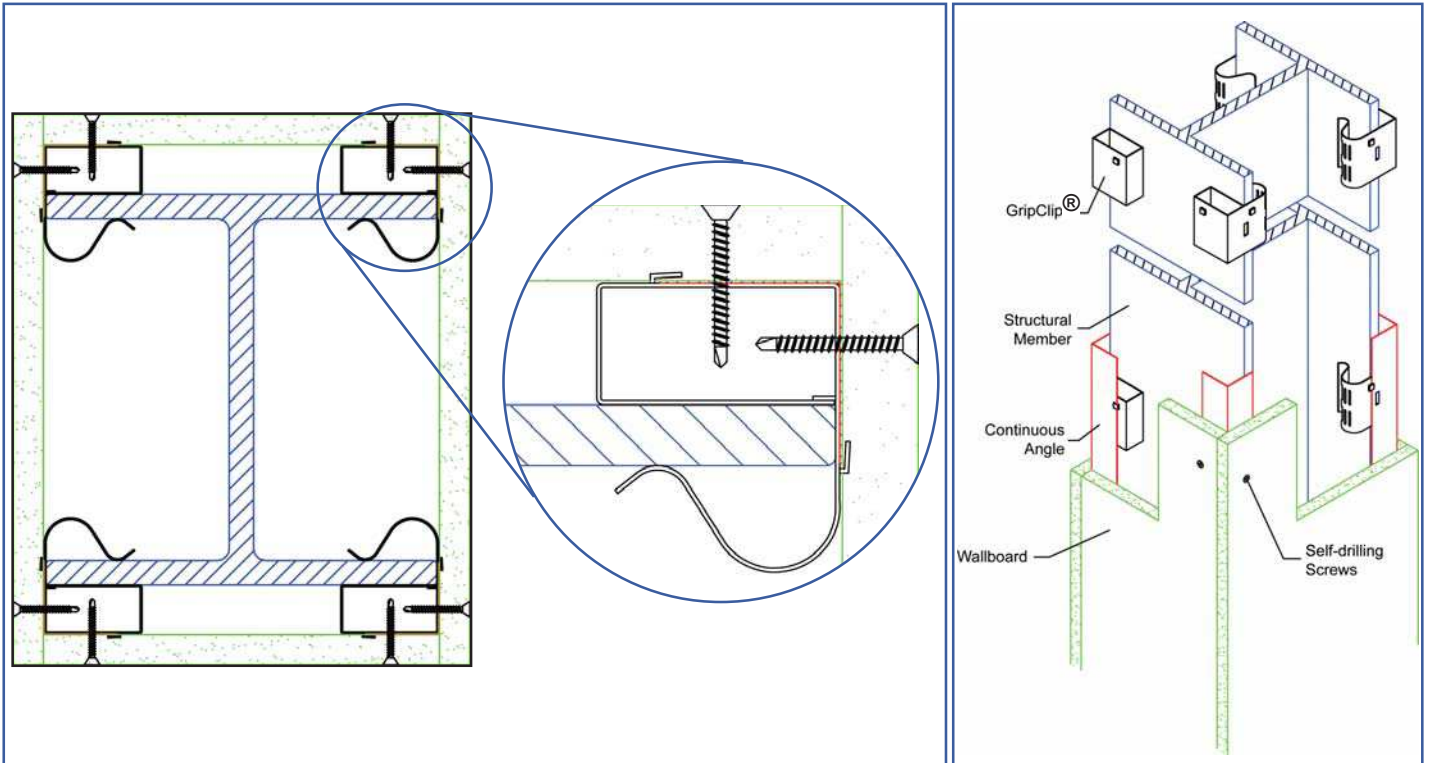 GripClip®
Structural
Member
Continuous
Angle
Wallboard
Self-drilling
Screws